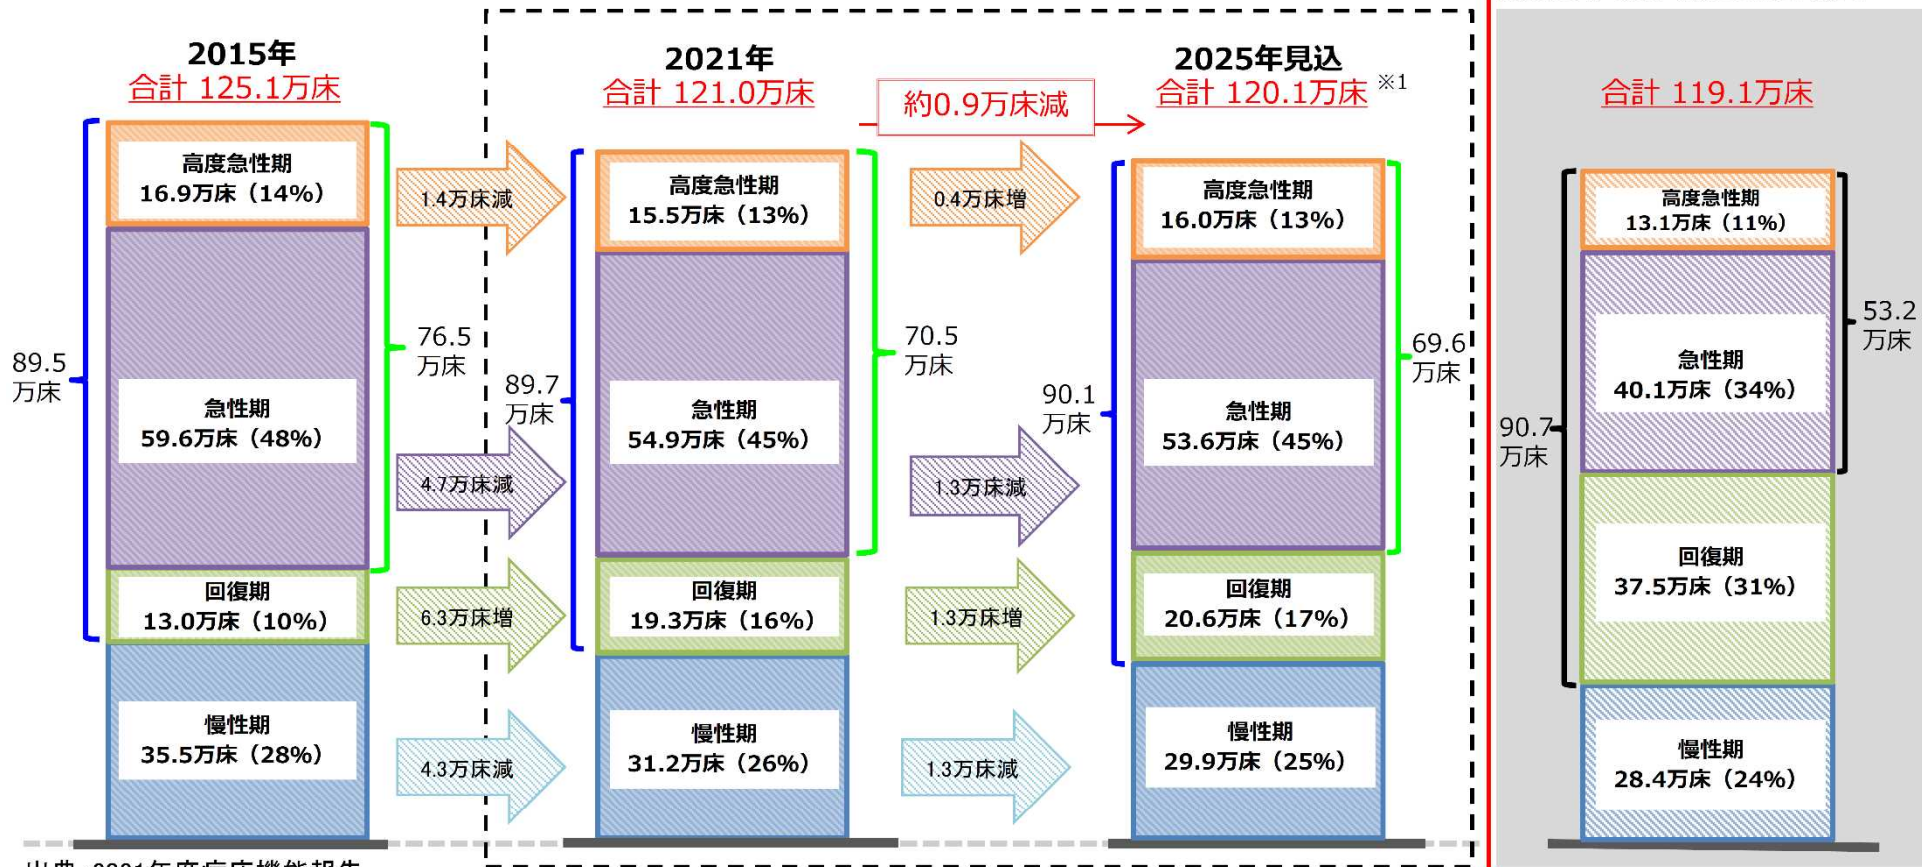 2015年
合計 125.1万床
高度急性期
16.9万床（14%）
急性期
59.6万床（48%）
回復期
13.0万床（10%）
慢性期
35.5万床（28%）
89.5
万床
76.5
万床
1.4万床減
4.7万床減
6.3万床増
4.3万床減
2021年
合計 121.0万床
高度急性期
15.5万床（13%）
急性期
54.9万床（45%）
回復期
19.3万床（16%）
慢性期
31.2万床（26%）
89.7
万床
70.5
万床
約0.9万床減
0.4万床増
1.3万床減
1.3万床増
1.3万床減
2025年見込
合計 120.1万床 ※1
高度急性期
16.0万床（13%）
急性期
53.6万床（45%）
回復期
20.6万床（17%）
慢性期
29.9万床（25%）
90.1
万床
69.6
万床
合計 119.1万床
高度急性期
13.1万床（11%）
急性期
40.1万床（34%）
回復期
37.5万床（31%）
慢性期
28.4万床（24%）
90.7
万床
53.2
万床